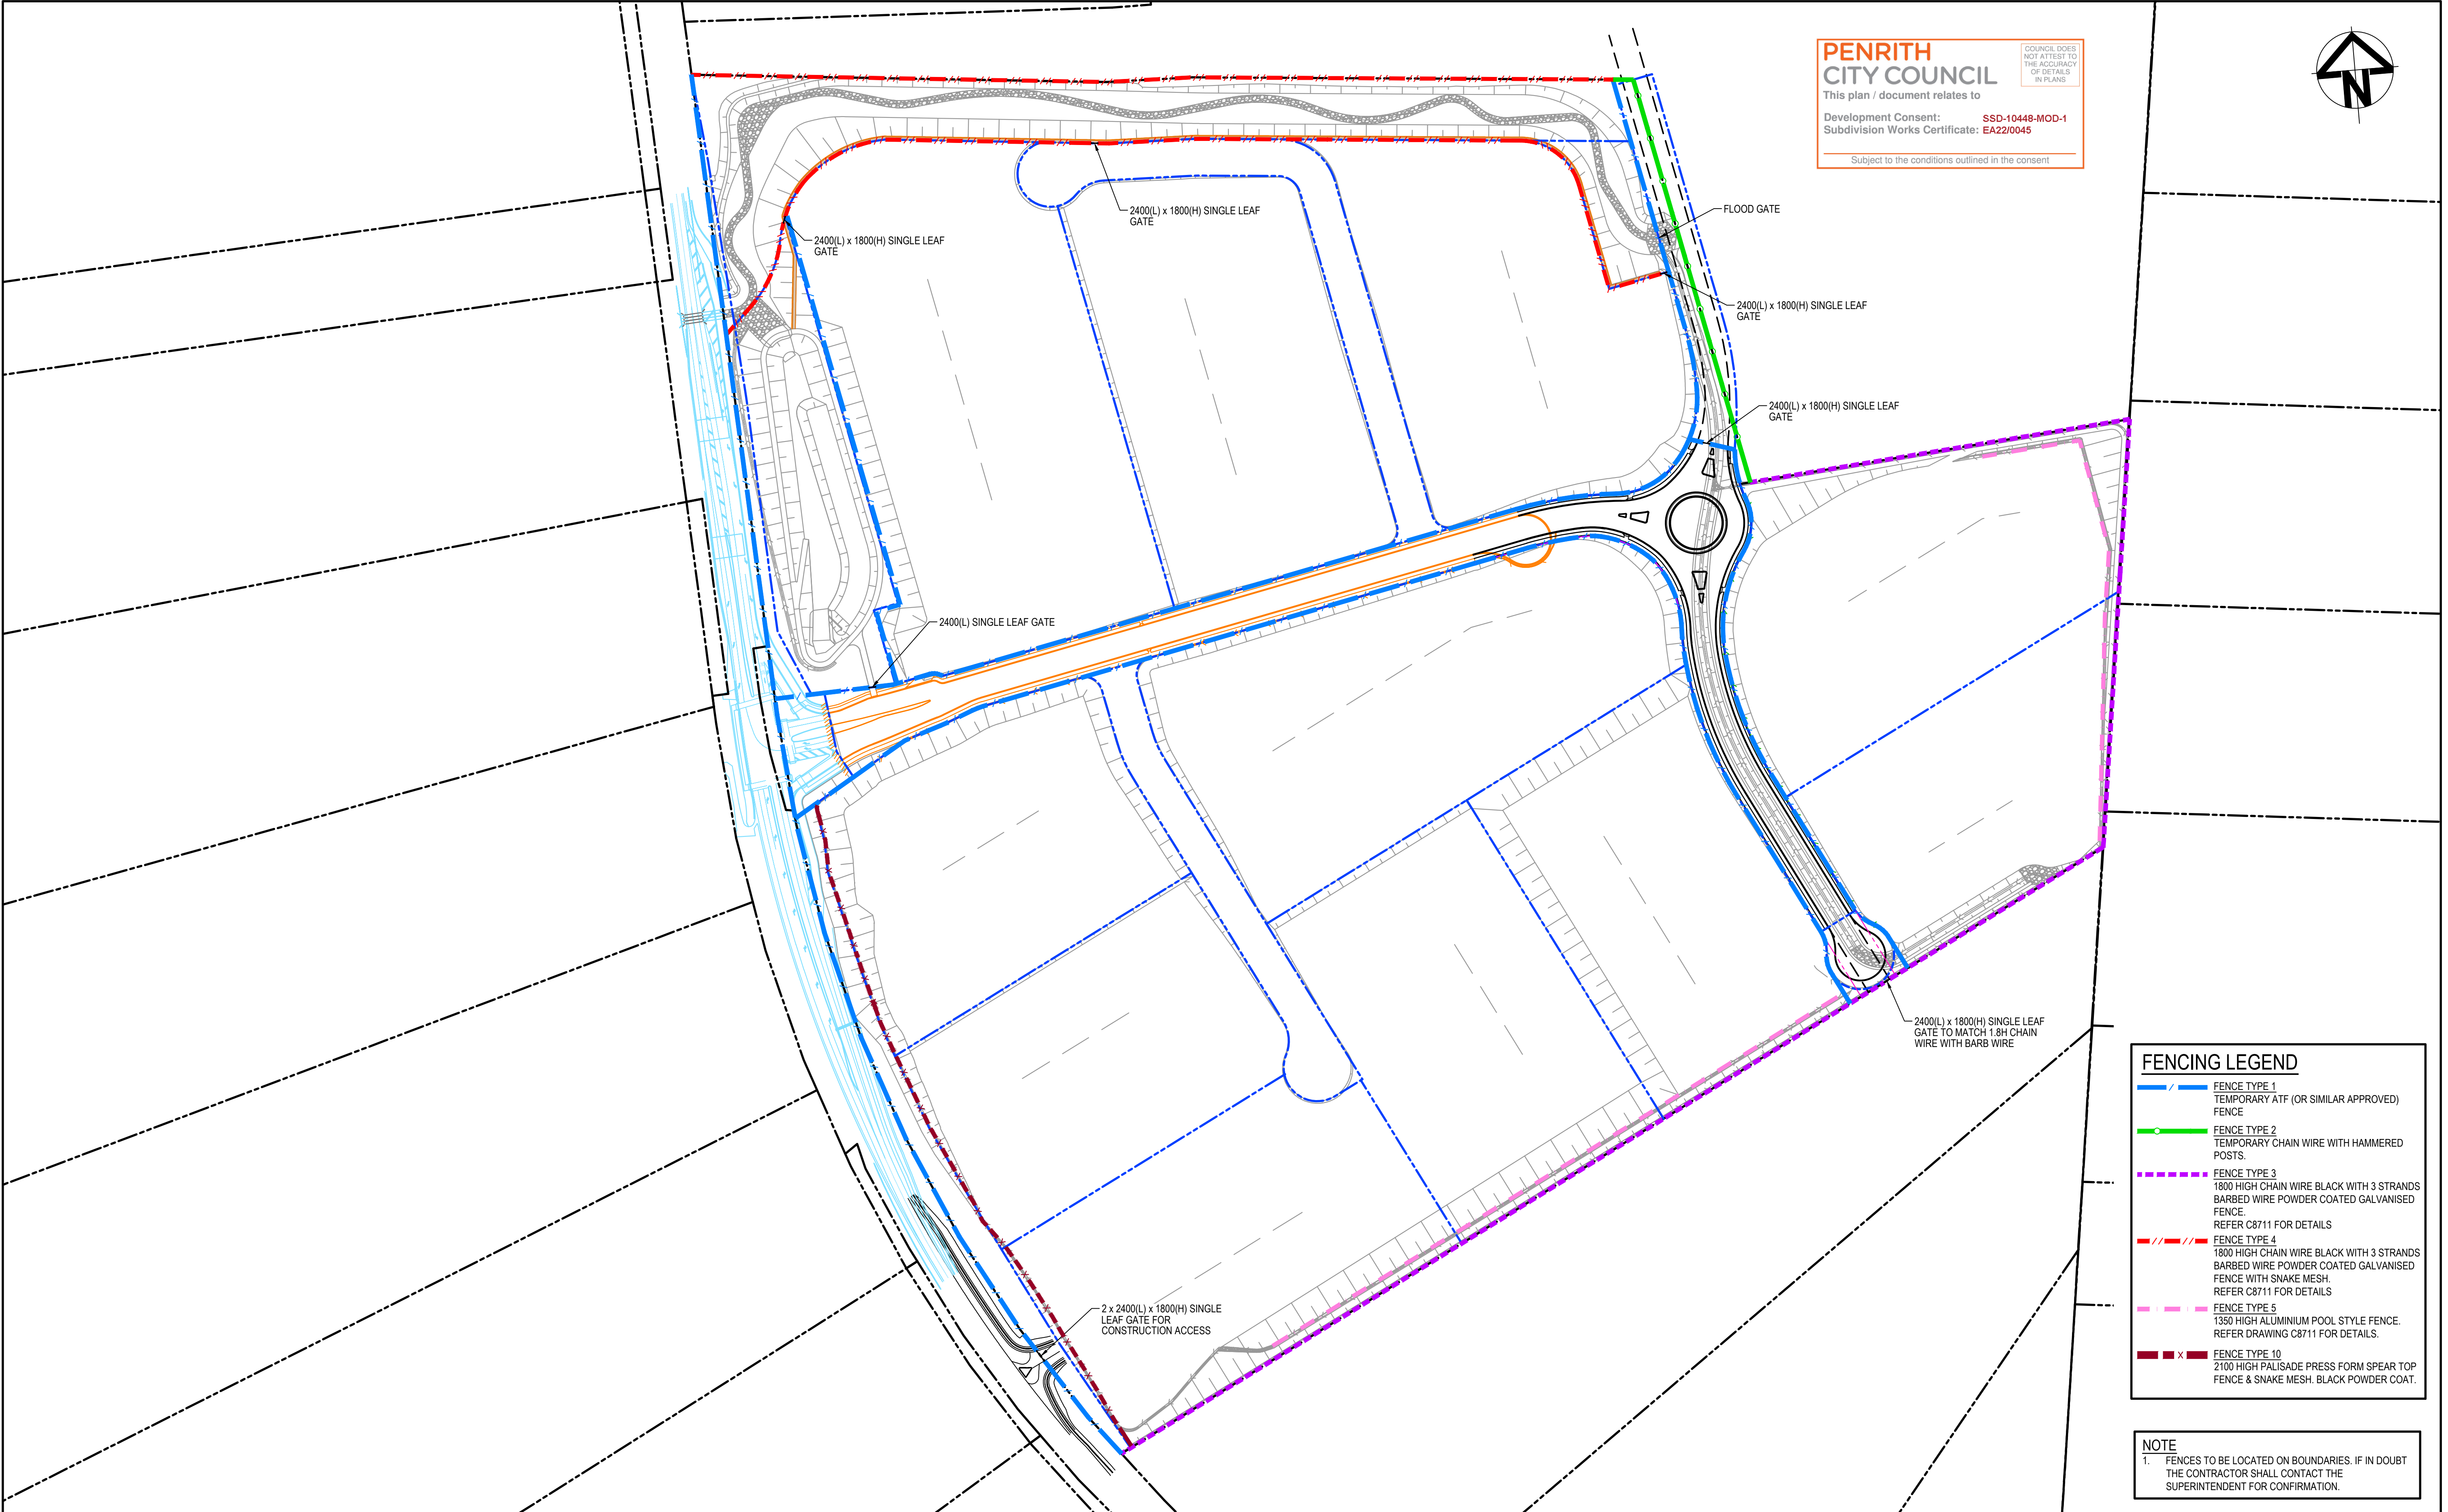 PENRITH
CITY COUNCIL
COUNCIL DOES
NOT ATTEST TO
THE ACCURACY
OF DETAILS
IN PLANS
This plan / document relates to
Development Consent: SSD-10448-MOD-1
Subdivision Works Certificate: EA22/0045
Subject to the conditions outlined in the consent
N
2400(L) x 1800(H) SINGLE LEAF
GATE
2400(L) x 1800(H) SINGLE LEAF
GATE
FLOOD GATE
2400(L) x 1800(H) SINGLE LEAF
GATE
2400(L) x 1800(H) SINGLE LEAF
GATE
2400(L) SINGLE LEAF GATE
2400(L) x 1800(H) SINGLE LEAF
GATE TO MATCH 1.8H CHAIN
WIRE WITH BARB WIRE
2 x 2400(L) x 1800(H) SINGLE
LEAF GATE FOR
CONSTRUCTION ACCESS
FENCING LEGEND
FENCE TYPE 1
TEMPORARY ATF (OR SIMILAR APPROVED)
FENCE
FENCE TYPE 2
TEMPORARY CHAIN WIRE WITH HAMMERED
POSTS.
FENCE TYPE 3
1800 HIGH CHAIN WIRE BLACK WITH 3 STRANDS
BARBED WIRE POWDER COATED GALVANISED
FENCE.
REFER C8711 FOR DETAILS
FENCE TYPE 4
1800 HIGH CHAIN WIRE BLACK WITH 3 STRANDS
BARBED WIRE POWDER COATED GALVANISED
FENCE WITH SNAKE MESH.
REFER C8711 FOR DETAILS
FENCE TYPE 5
1350 HIGH ALUMINIUM POOL STYLE FENCE.
REFER DRAWING C8711 FOR DETAILS.
FENCE TYPE 10
2100 HIGH PALISADE PRESS FORM SPEAR TOP
FENCE & SNAKE MESH. BLACK POWDER COAT.
NOTE
1. FENCES TO BE LOCATED ON BOUNDARIES. IF IN DOUBT
THE CONTRACTOR SHALL CONTACT THE
SUPERINTENDENT FOR CONFIRMATION.